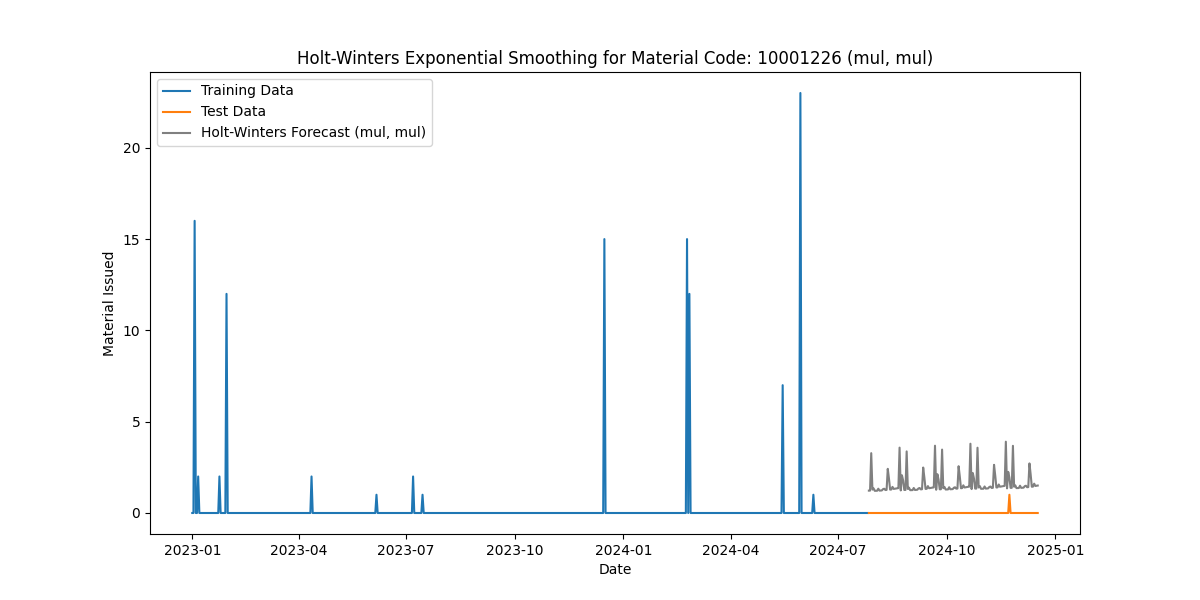 Holt-Winters Exponential Smoothing for Material Code: 10001226 (mul, mul)
Training Data
Test Data
Holt-Winters Forecast (mul, mul)
Material Issued
20
15
10
5
0
2023-01
2023-04
2023-07
2023-10
2024-01
2024-04
2024-07
2024-10
2025-01
Date